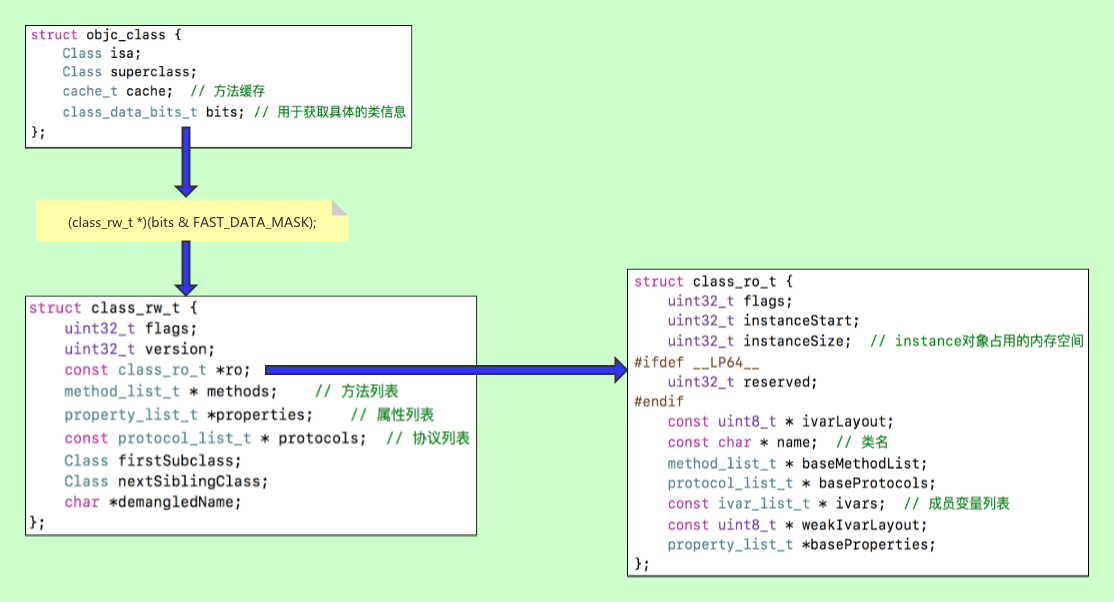 struct objc_class {
    Class isa;
    Class superclass;
    cache_t cache;  // 方法缓存
    class_data_bits_t bits; // 用于获取具体的类信息
};
(class_rw_t *)(bits & FAST_DATA_MASK);
struct class_rw_t {
    uint32_t flags;
    uint32_t version;
    const class_ro_t *ro;
    method_list_t * methods;    // 方法列表
    property_list_t *properties;    // 属性列表
    const protocol_list_t * protocols;  // 协议列表
    Class firstSubclass;
    Class nextSiblingClass;
    char *demangledName;
};
struct class_ro_t {
    uint32_t flags;
    uint32_t instanceStart;
    uint32_t instanceSize;  // instance对象占用的内存空间
#ifdef __LP64__
    uint32_t reserved;
#endif
    const uint8_t * ivarLayout;
    const char * name;  // 类名
    method_list_t * baseMethodList;
    protocol_list_t * baseProtocols;
    const ivar_list_t * ivars;  // 成员变量列表
    const uint8_t * weakIvarLayout;
    property_list_t *baseProperties;
};